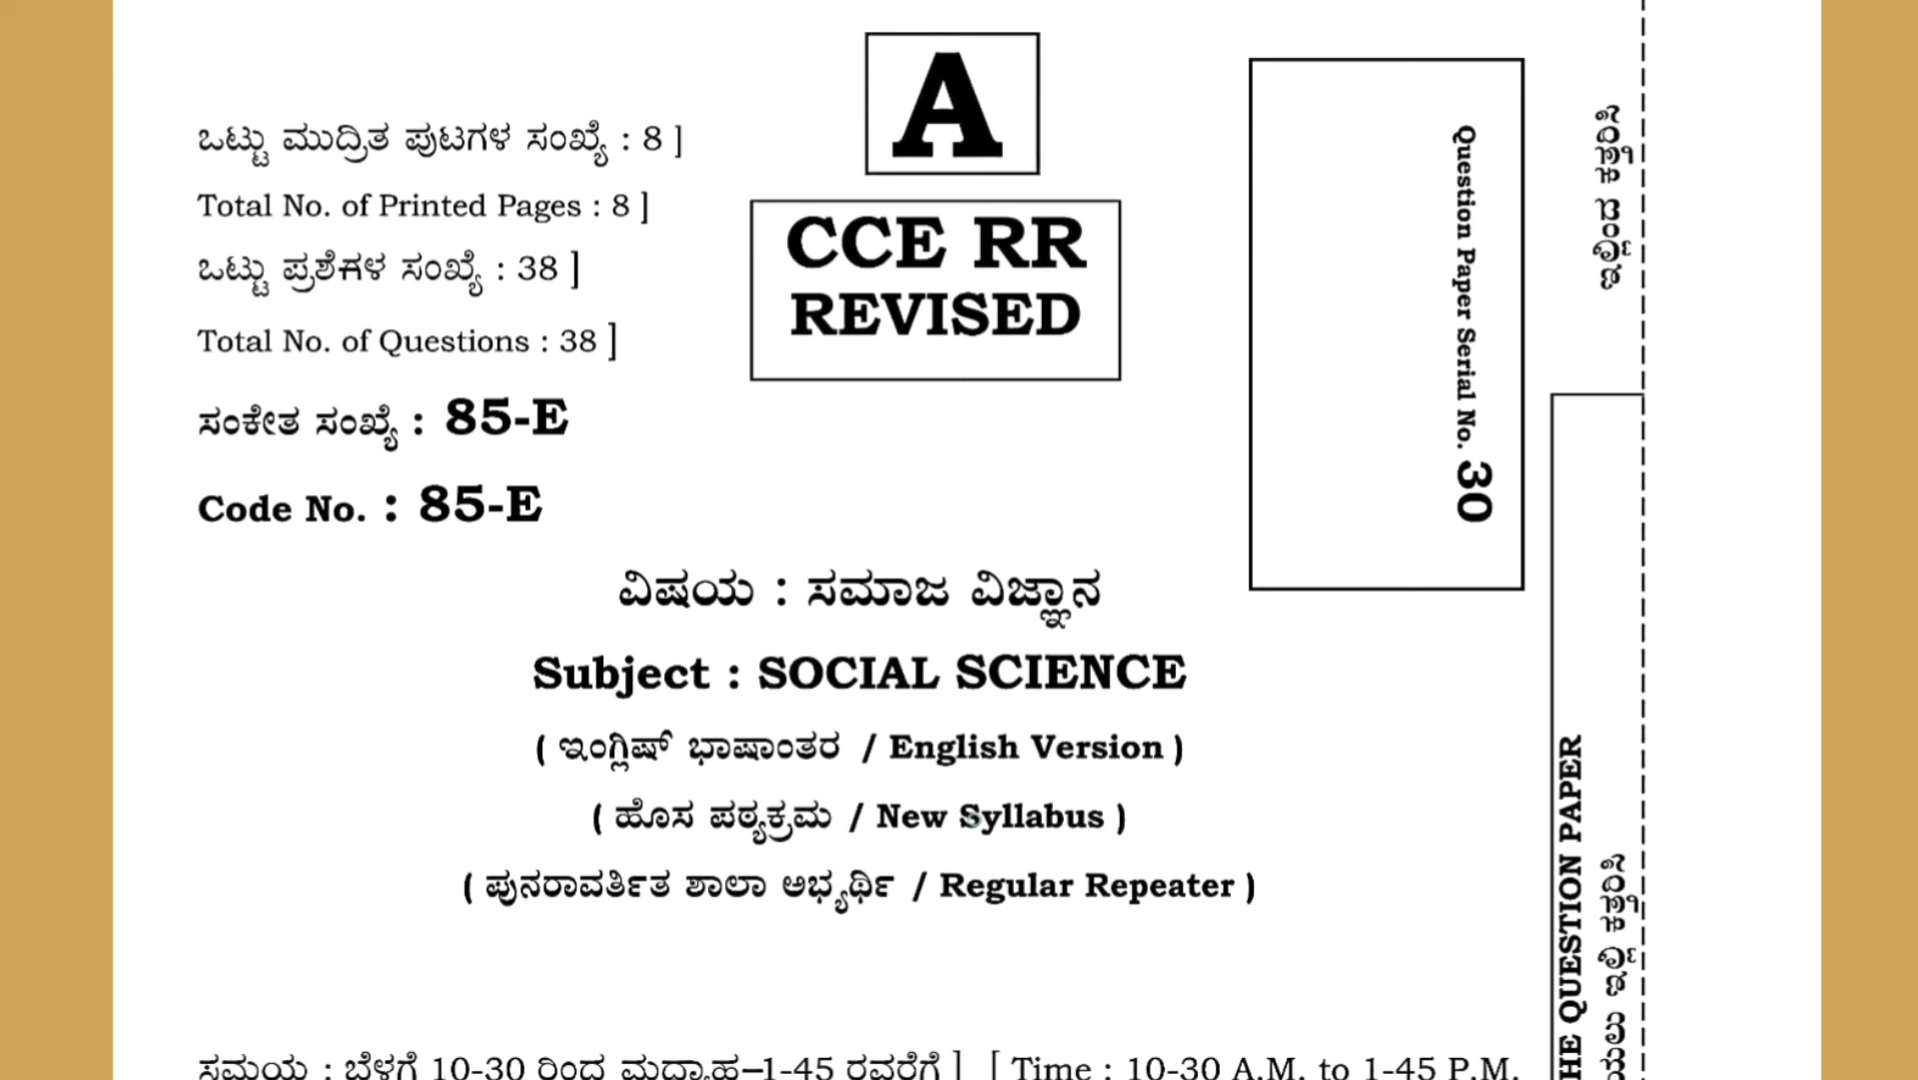 A
ಒಟ್ಟು ಮುದ್ರಿತ ಪುಟಗಳ ಸಂಖ್ಯೆ : 8 ]
Total No. of Printed Pages : 8 ]
CCE RR
REVISED
ಒಟ್ಟು ಪ್ರಶ್ನೆಗಳ ಸಂಖ್ಯೆ : 38 ]
Total No. of Questions : 38 ]
ಸಂಕೇತ ಸಂಖ್ಯೆ : 85-E
Code No. : 85-E
Question Paper Serial No. 30
ವಿಷಯ : ಸಮಾಜ ವಿಜ್ಞಾನ
Subject : SOCIAL SCIENCE
( ಇಂಗ್ಲಿಷ್ ಭಾಷಾಂತರ / English Version )
( ಹೊಸ ಪಠ್ಯಕ್ರಮ / New Syllabus )
( ಪುನರಾವರ್ತಿತ ಶಾಲಾ ಅಭ್ಯರ್ಥಿ / Regular Repeater )
ಸಮಯ : ಬೆಳಗ್ಗೆ 10-30 ರಿಂದ ಮಧ್ಯಾಹ್ನ–1-45 ರವರೆಗೆ ] [ Time : 10-30 A.M. to 1-45 P.M.
QUESTION PAPER